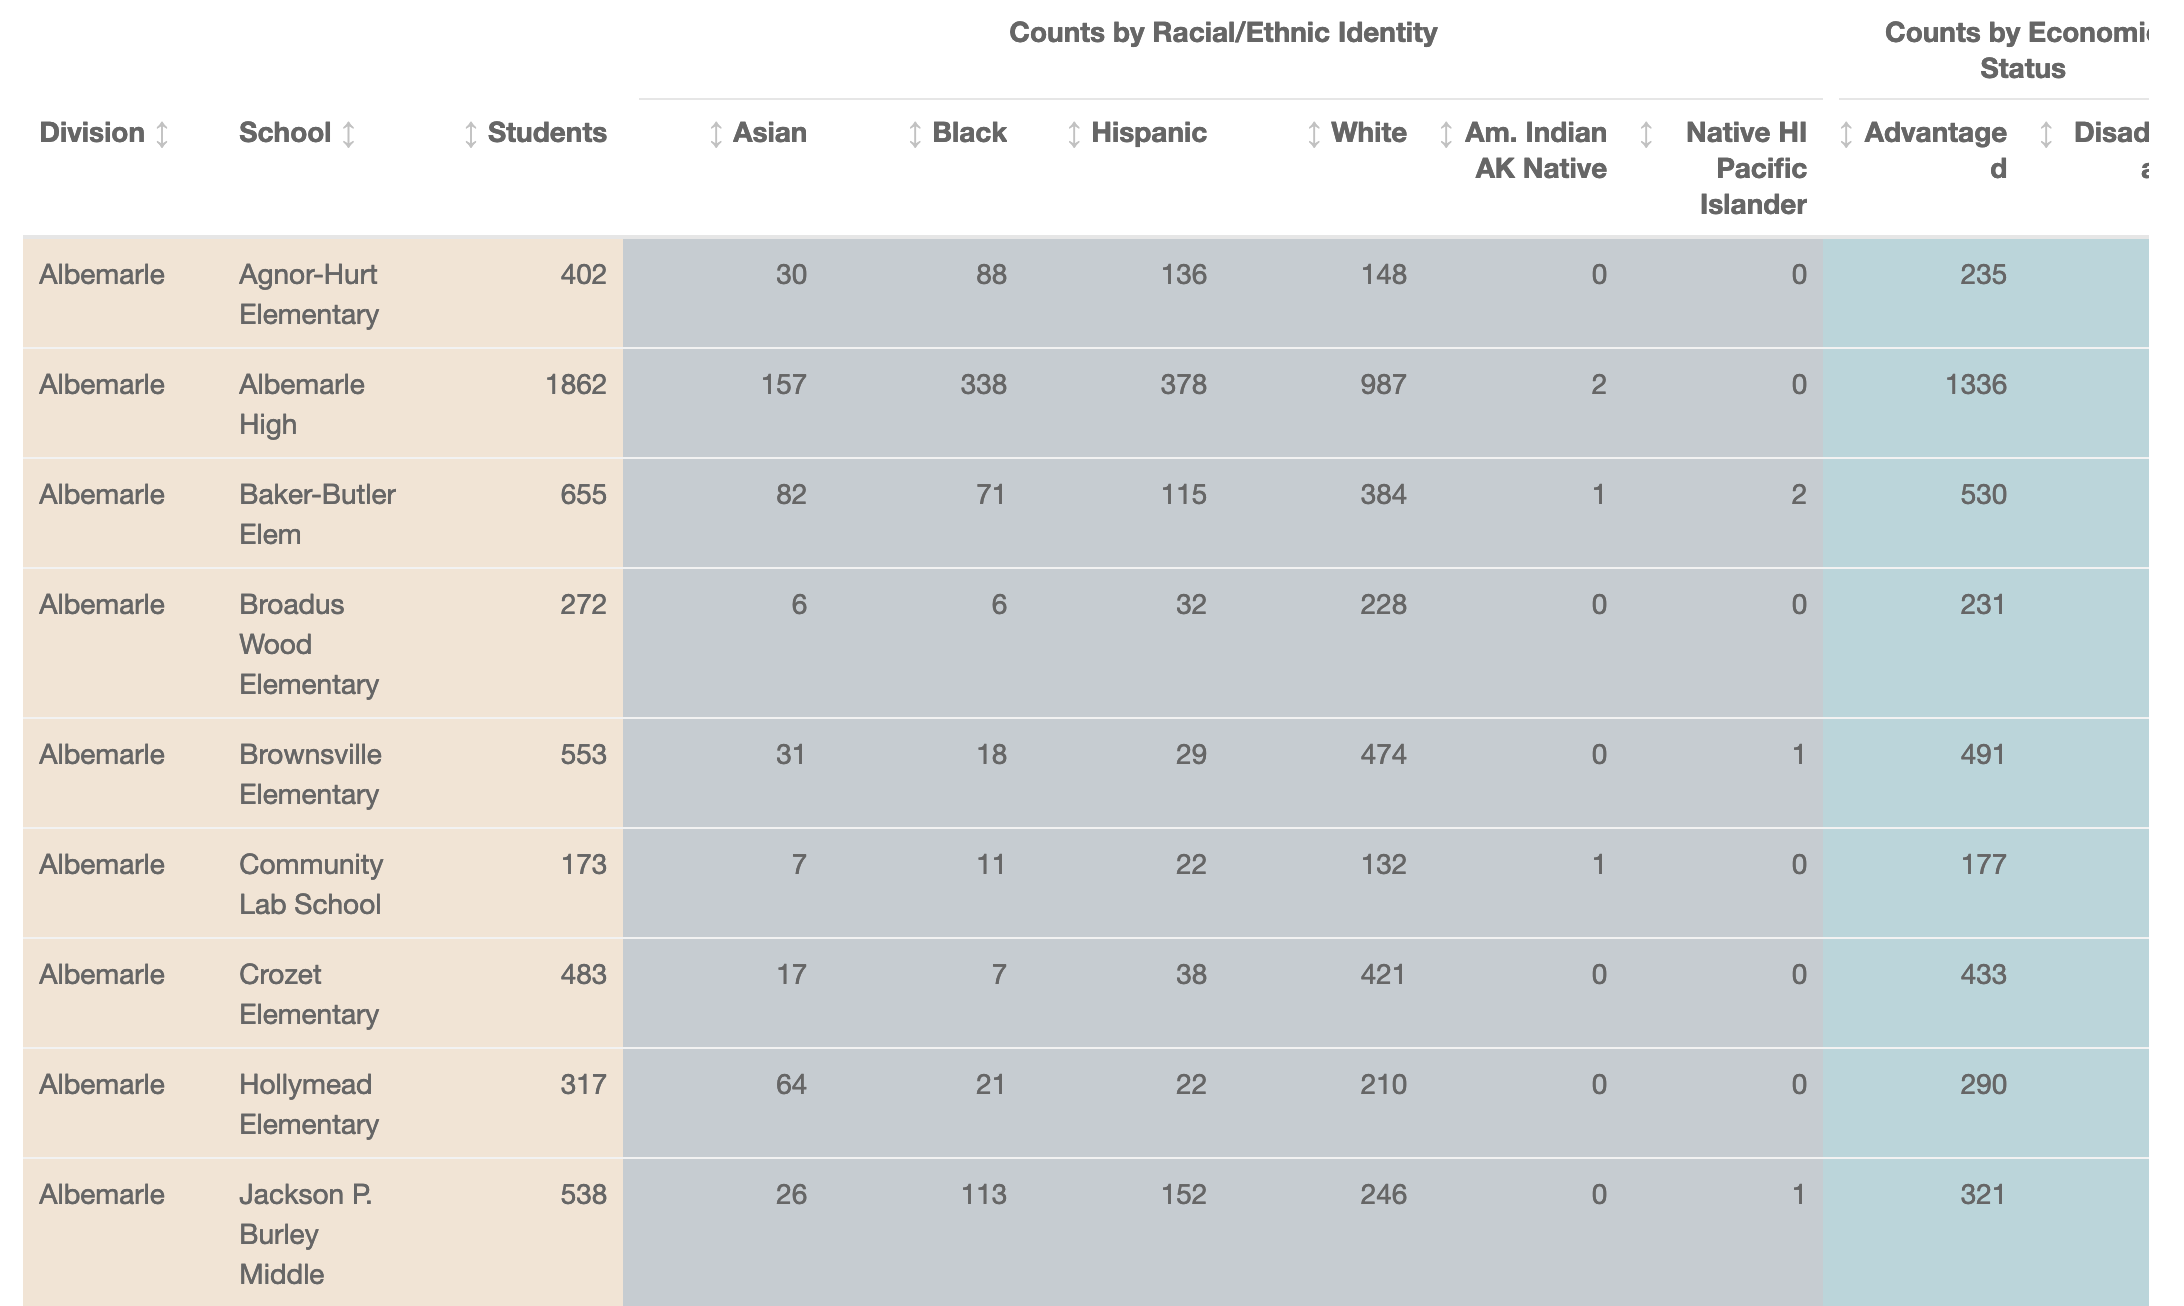 Counts by Racial/Ethnic Identity
Counts by Economi
Status
Division School Students Asian Black Hispanic White Am. Indian Native HI Advantage Disad
AK Native Pacific d
Islander
Albemarle Agnor-Hurt 402 30 88 136 148 0 0 235
Elementary
Albemarle Albemarle 1862 157 338 378 987 2 0 1336
High
Albemarle Baker-Butler 655 82 71 115 384 1 2 530
Elem
Albemarle Broadus 272 6 6 32 228 0 0 231
Wood
Elementary
Albemarle Brownsville 553 31 18 29 474 0 1 491
Elementary
Albemarle Community 173 7 11 22 132 1 0 177
Lab School
Albemarle Crozet 483 17 7 38 421 0 0 433
Elementary
Albemarle Hollymead 317 64 21 22 210 0 0 290
Elementary
Albemarle Jackson P. 538 26 113 152 246 0 1 321
Burley
Middle